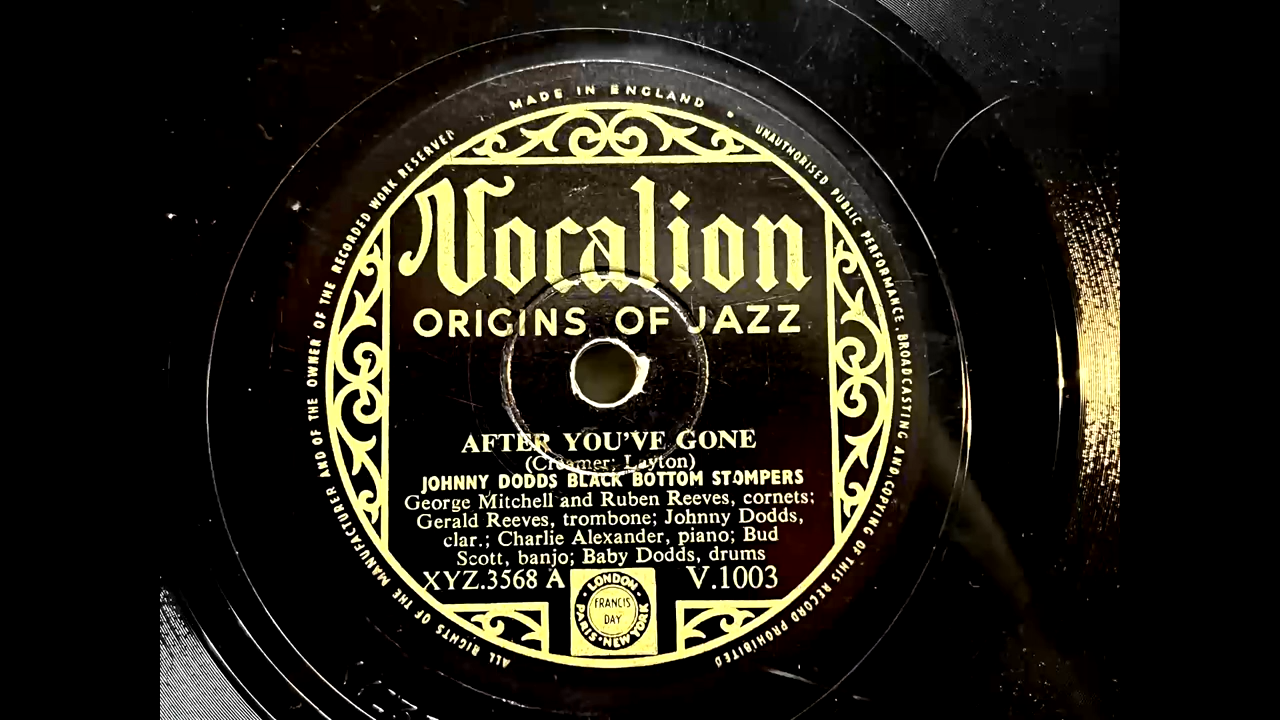 MADE IN ENGLAND
ALL RIGHTS OF THE MANUFACTURER AND OF THE OWNER OF THE RECORDED WORK RESERVED
UNAUTHORISED PUBLIC PERFORMANCE, BROADCASTING AND COPYING OF THIS RECORD PROHIBITED
Vocalion
ORIGINS OF JAZZ
AFTER YOU'VE GONE
(Creamer; Layton)
JOHNNY DODDS BLACK BOTTOM STOMPERS
George Mitchell and Ruben Reeves, cornets;
Gerald Reeves, trombone; Johnny Dodds,
clar.; Charlie Alexander, piano; Bud
Scott, banjo; Baby Dodds, drums
XYZ.3568 A V.1003
LONDON
FRANCIS
DAY
PARIS • NEW YORK